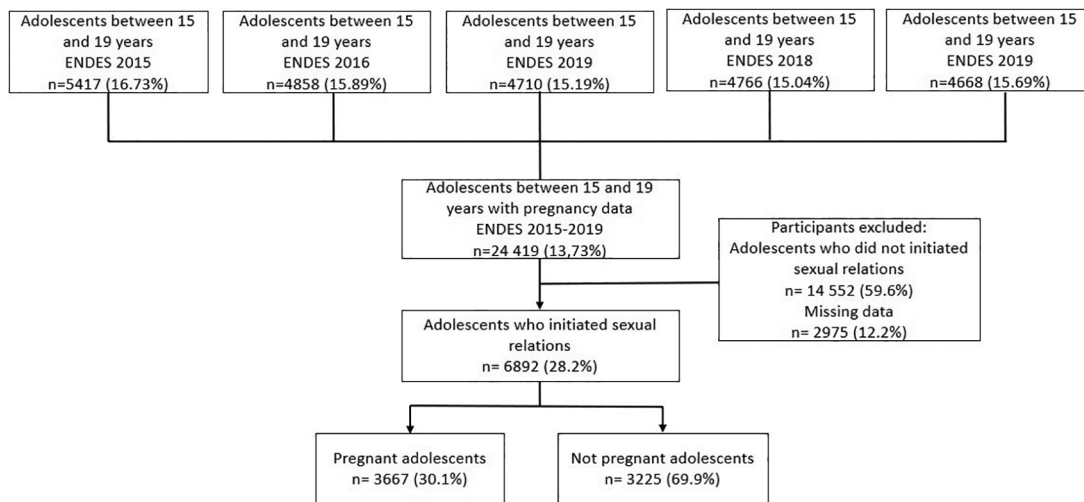 Adolescents between 15
and 19 years
ENDES 2015
n=5417 (16.73%)
Adolescents between 15
and 19 years
ENDES 2016
n=4858 (15.89%)
Adolescents between 15
and 19 years
ENDES 2019
n=4710 (15.19%)
Adolescents between 15
and 19 years
ENDES 2018
n=4766 (15.04%)
Adolescents between 15
and 19 years
ENDES 2019
n=4668 (15.69%)
Adolescents between 15 and 19
years with pregnancy data
ENDES 2015-2019
n=24 419 (13,73%)
Participants excluded:
Adolescents who did not initiated
sexual relations
n= 14 552 (59.6%)
Missing data
n= 2975 (12.2%)
Adolescents who initiated sexual
relations
n= 6892 (28.2%)
Pregnant adolescents
n= 3667 (30.1%)
Not pregnant adolescents
n= 3225 (69.9%)